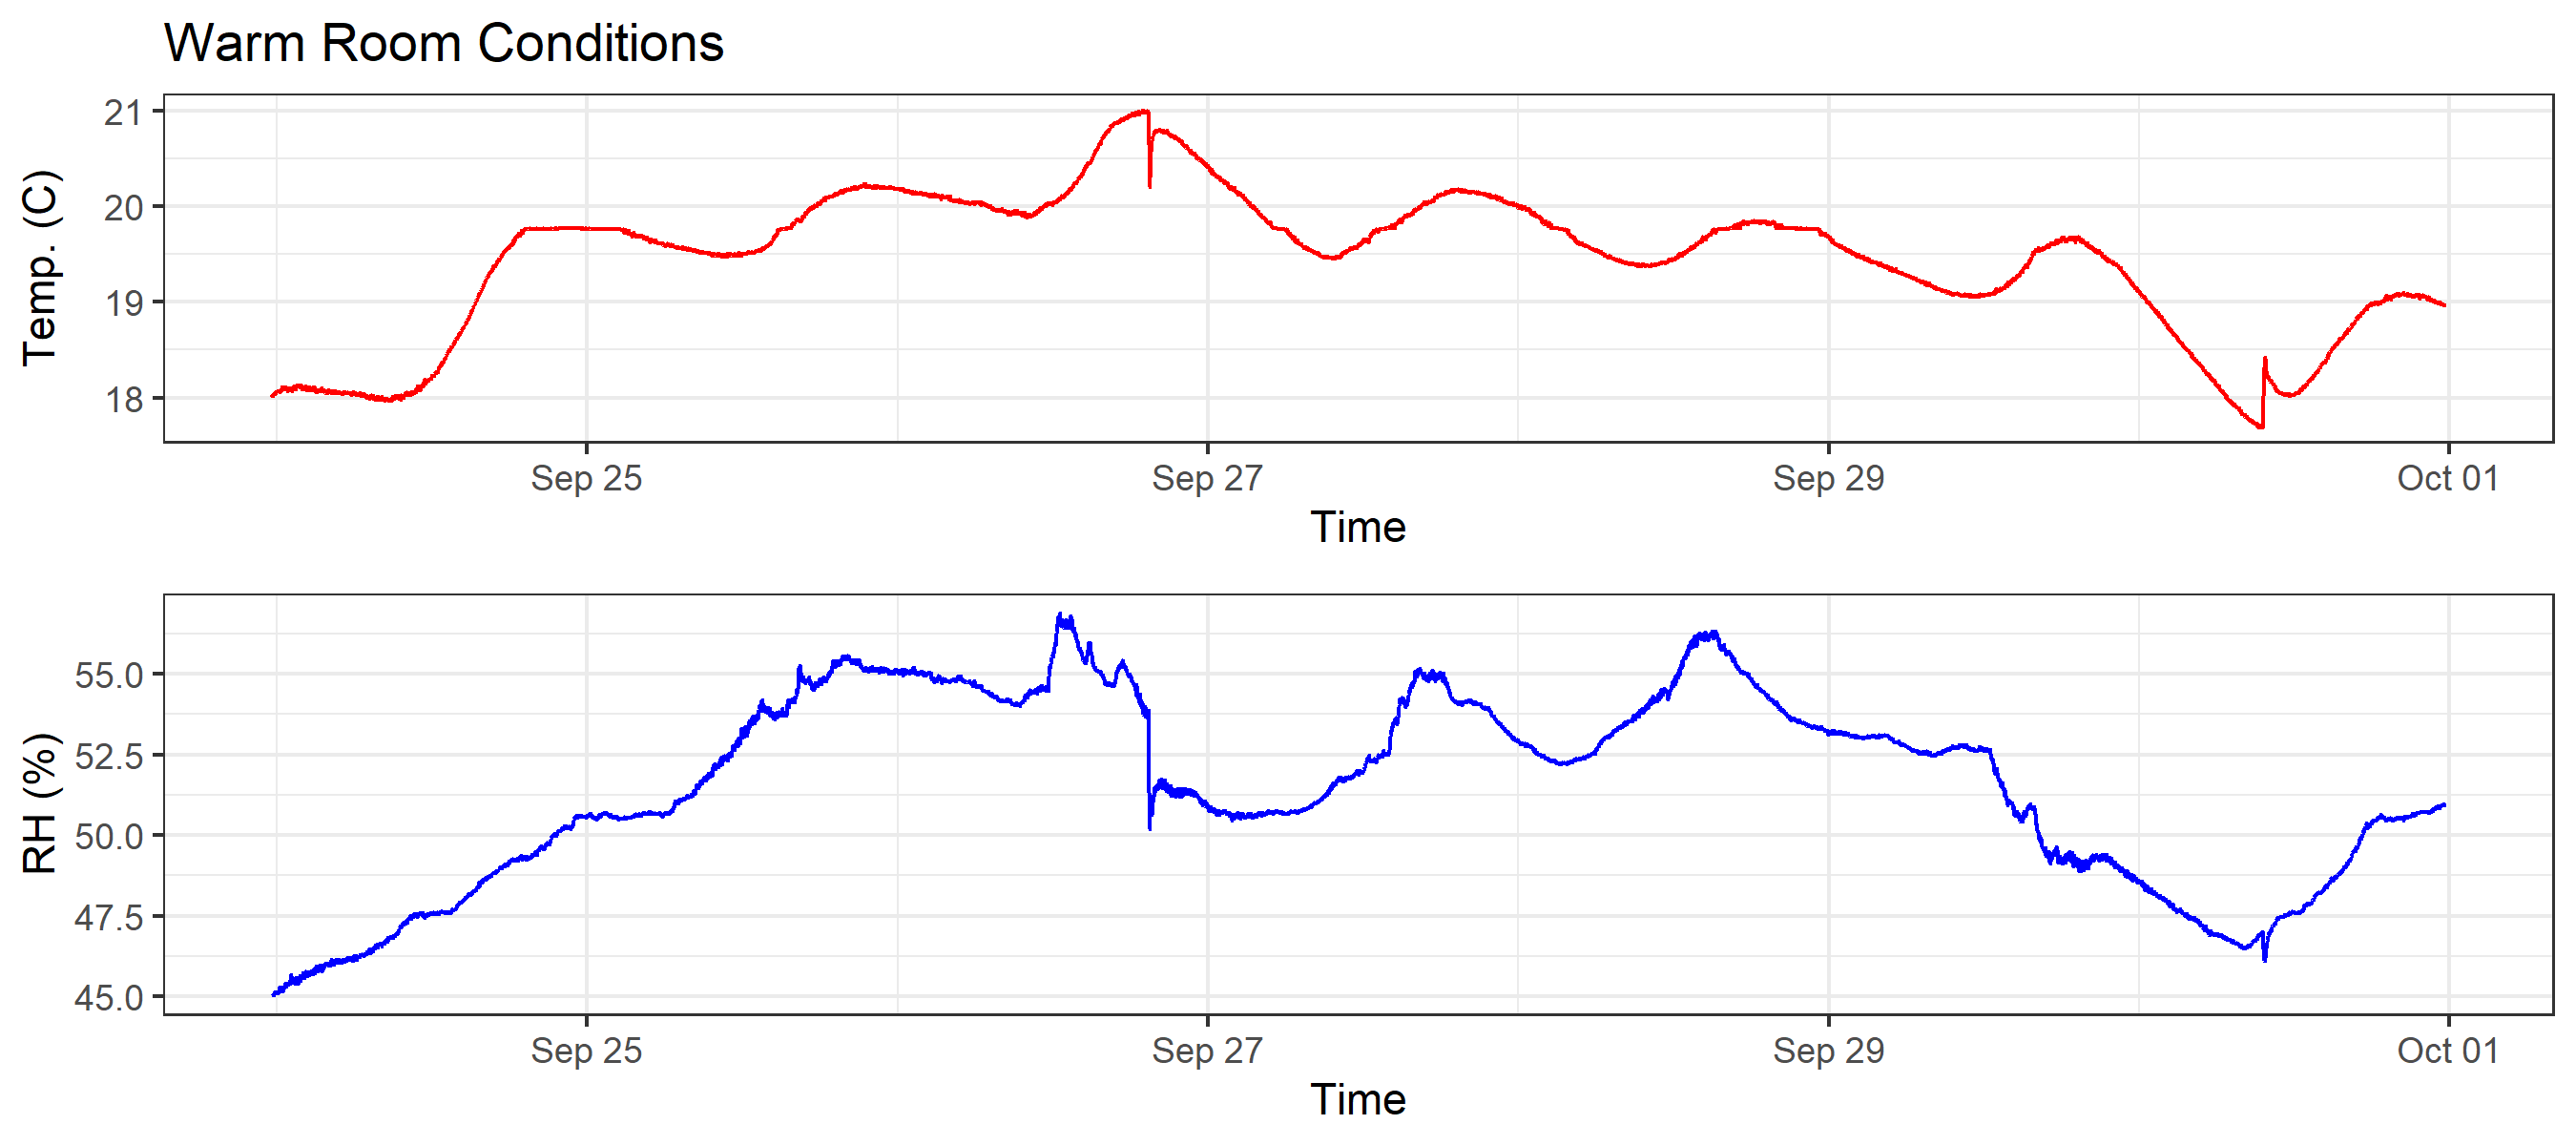 Warm Room Conditions
21
20
19
18
Temp. (C)
Sep 25 Sep 27 Sep 29 Oct 01
Time
55.0
52.5
50.0
47.5
45.0
RH (%)
Sep 25 Sep 27 Sep 29 Oct 01
Time